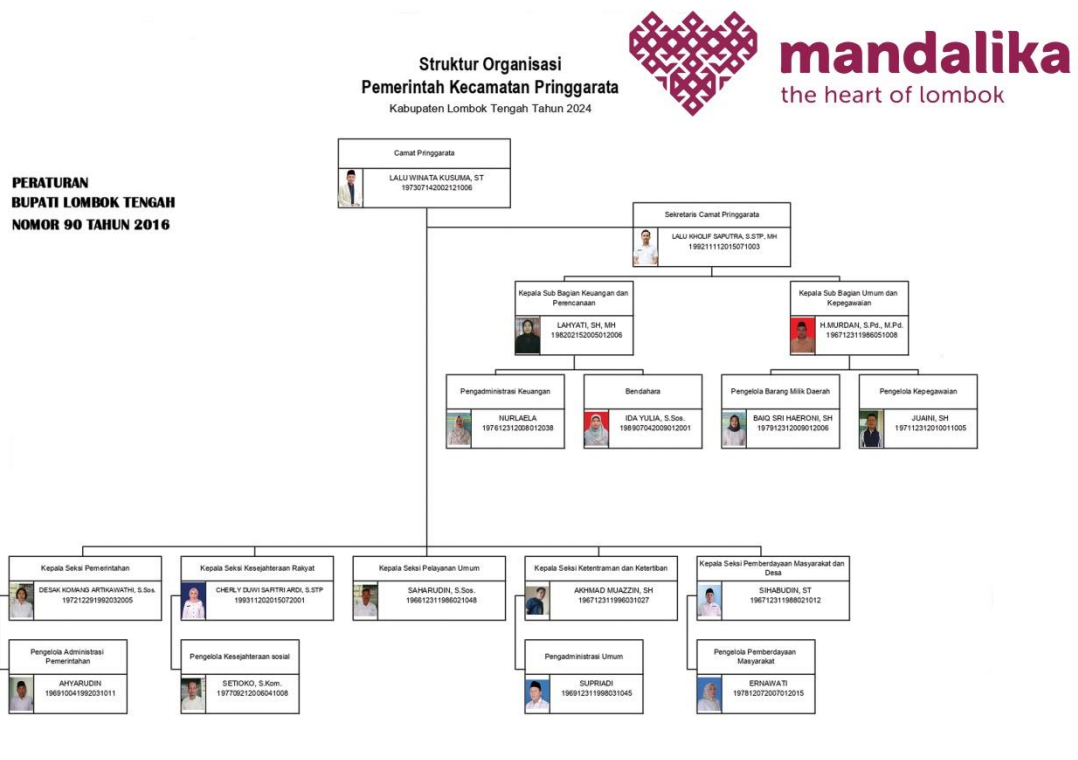 mandalika
the heart of lombok
Struktur Organisasi
Pemerintah Kecamatan Pringgarata
Kabupaten Lombok Tengah Tahun 2024
PERATURAN
BUPATI LOMBOK TENGAH
NOMOR 90 TAHUN 2016
Camat Pringgarata
LALU WINATA KUSUMA, ST
197307142002121006
Sekretaris Camat Pringgarata
LALU KHOLIF SAPUTRA, S.STP, MH
199211112015071003
Kepala Sub Bagian Keuangan dan
Perencanaan
LAHYATI, SH, MH
198202152005012006
Kepala Sub Bagian Umum dan
Kepegawaian
H.MURDAN, S.Pd., M.Pd.
196712311986051008
Pengadministrasi Keuangan
NURLAELA
197612312008012038
Bendahara
IDA YULIA, S.Sos.
198907042009012001
Pengelola Barang Milik Daerah
BAIQ SRI HAERONI, SH
197912312009012006
Pengelola Kepegawaian
JUAINI, SH
197112312010011005
Kepala Seksi Pemerintahan
DESAK KOMANG ARTIKAWATHI, S.Sos.
197212291992032005
Kepala Seksi Kesejahteraan Rakyat
CHERLY DUWI SAFITRI ARDI, S.STP
199311202015072001
Kepala Seksi Pelayanan Umum
SAHARUDIN, S.Sos.
196612311986021048
Kepala Seksi Ketentraman dan Ketertiban
AKHMAD MUAZZIN, SH
196712311996031027
Kepala Seksi Pemberdayaan Masyarakat dan
Desa
SIHABUDIN, ST
196712311988021012
Pengelola Administrasi
Pemerintahan
AHYARUDIN
196910041992031011
Pengelola Kesejahteraan sosial
SETIOKO, S.Kom.
197709212006041008
Pengadministrasi Umum
SUPRIADI
196912311998031045
Pengelola Pemberdayaan
Masyarakat
ERNAWATI
197812072007012015